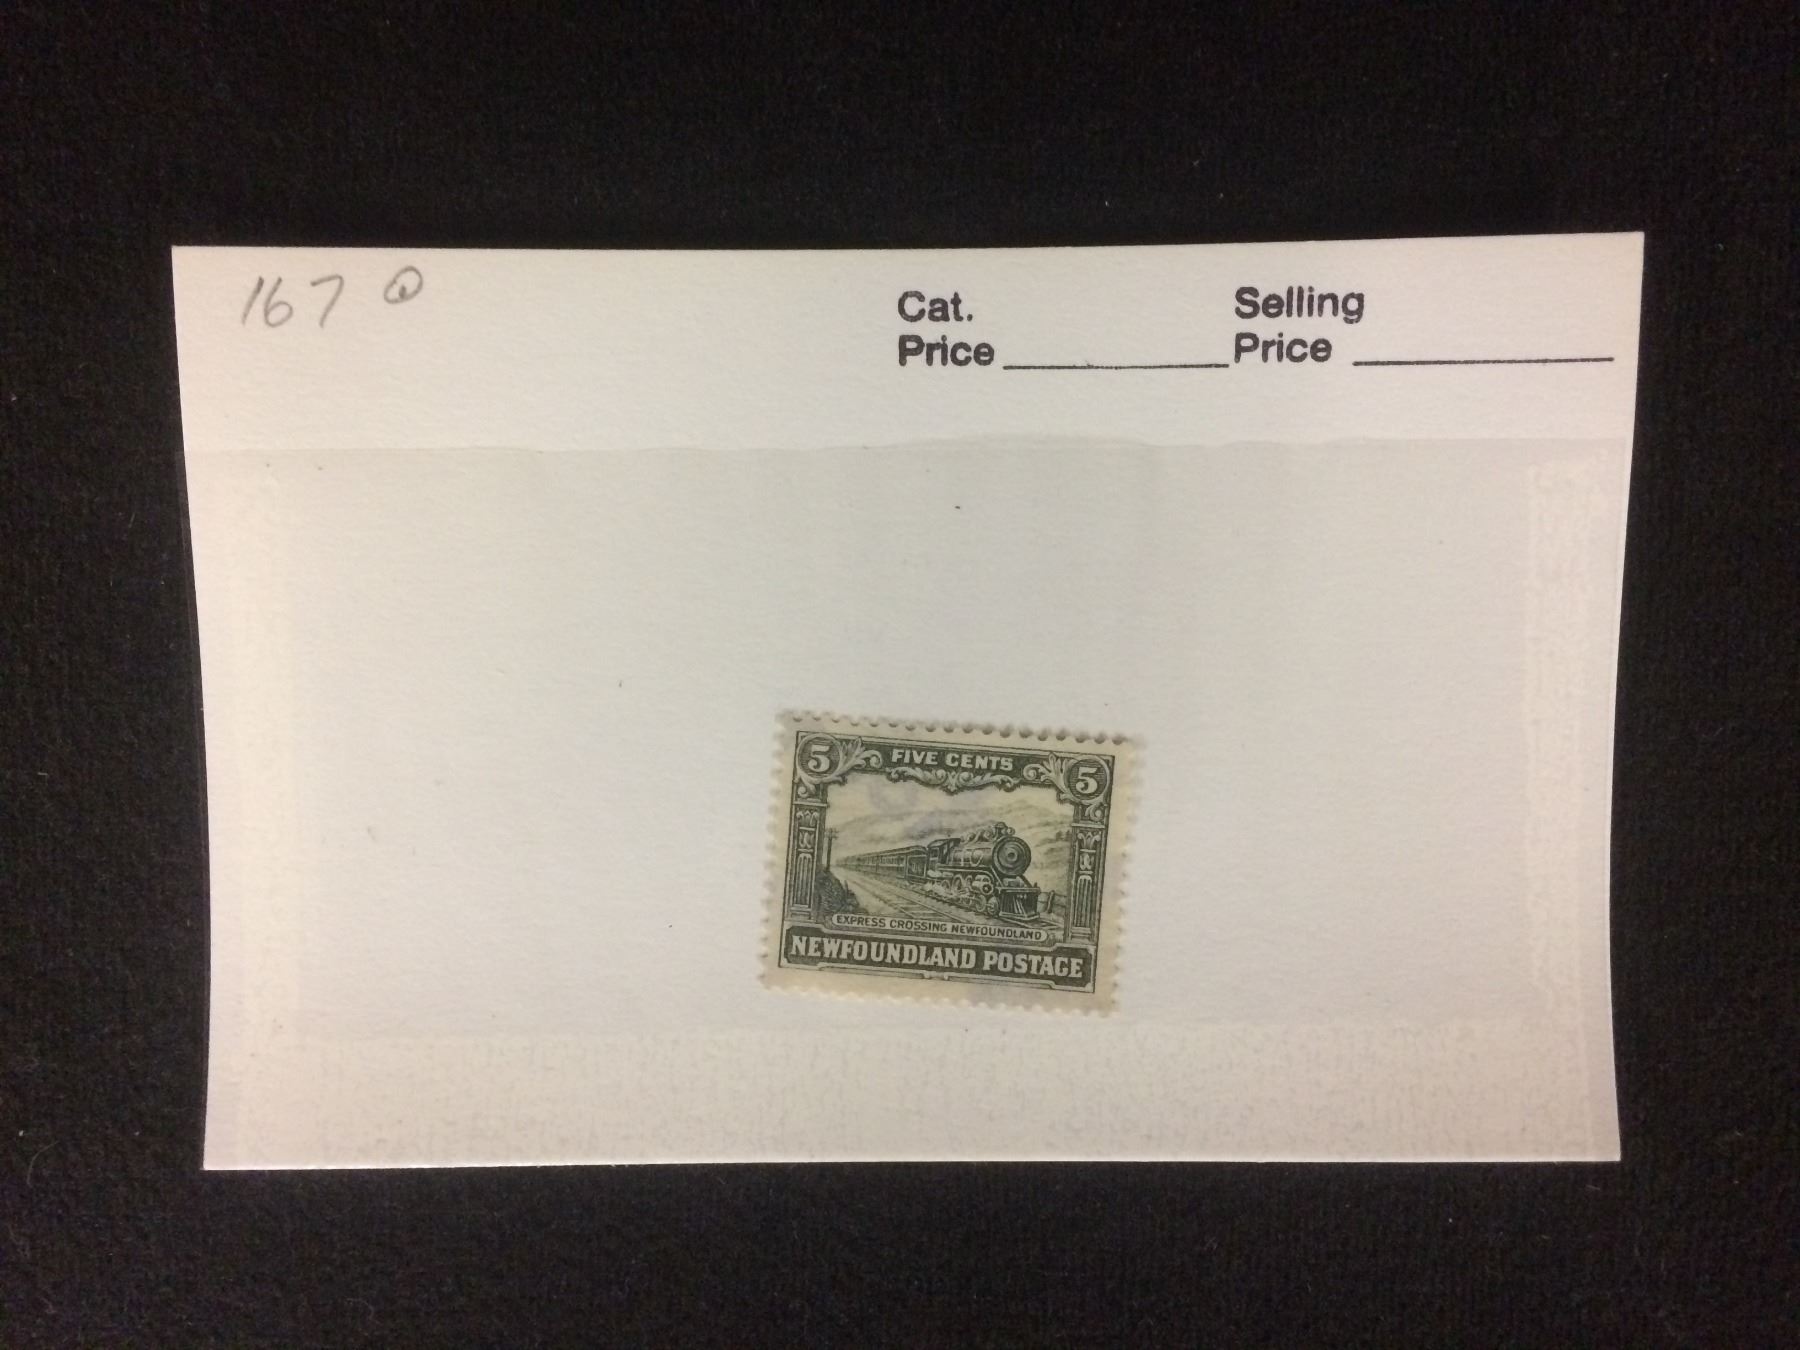 167
Cat. Selling
Price Price
5 FIVE CENTS 5
EXPRESS CROSSING NEWFOUNDLAND
NEWFOUNDLAND POSTAGE